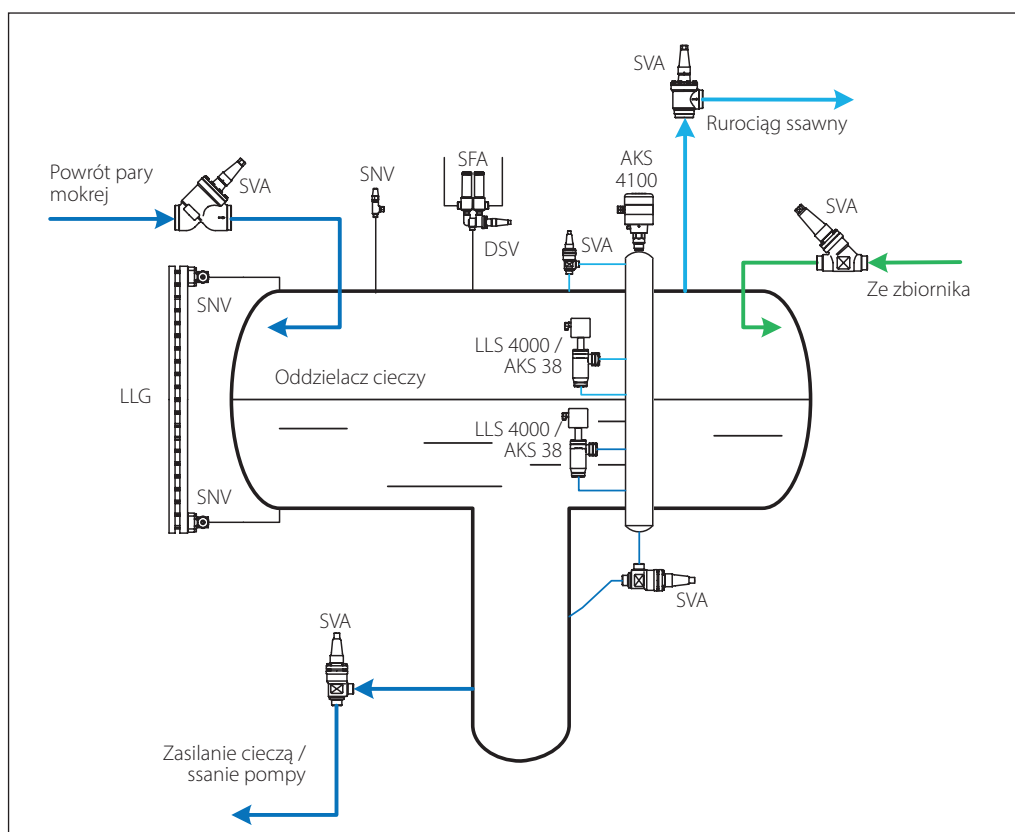 SVA
Rurociąg ssawny
Powrót pary
mokrej
SVA
SNV
SFA
DSV
AKS
4100
SVA
SVA
Ze zbiornika
SNV
LLG
SNV
Oddzielacz cieczy
LLS 4000 /
AKS 38
LLS 4000 /
AKS 38
SVA
SVA
Zasilanie cieczą /
ssanie pompy